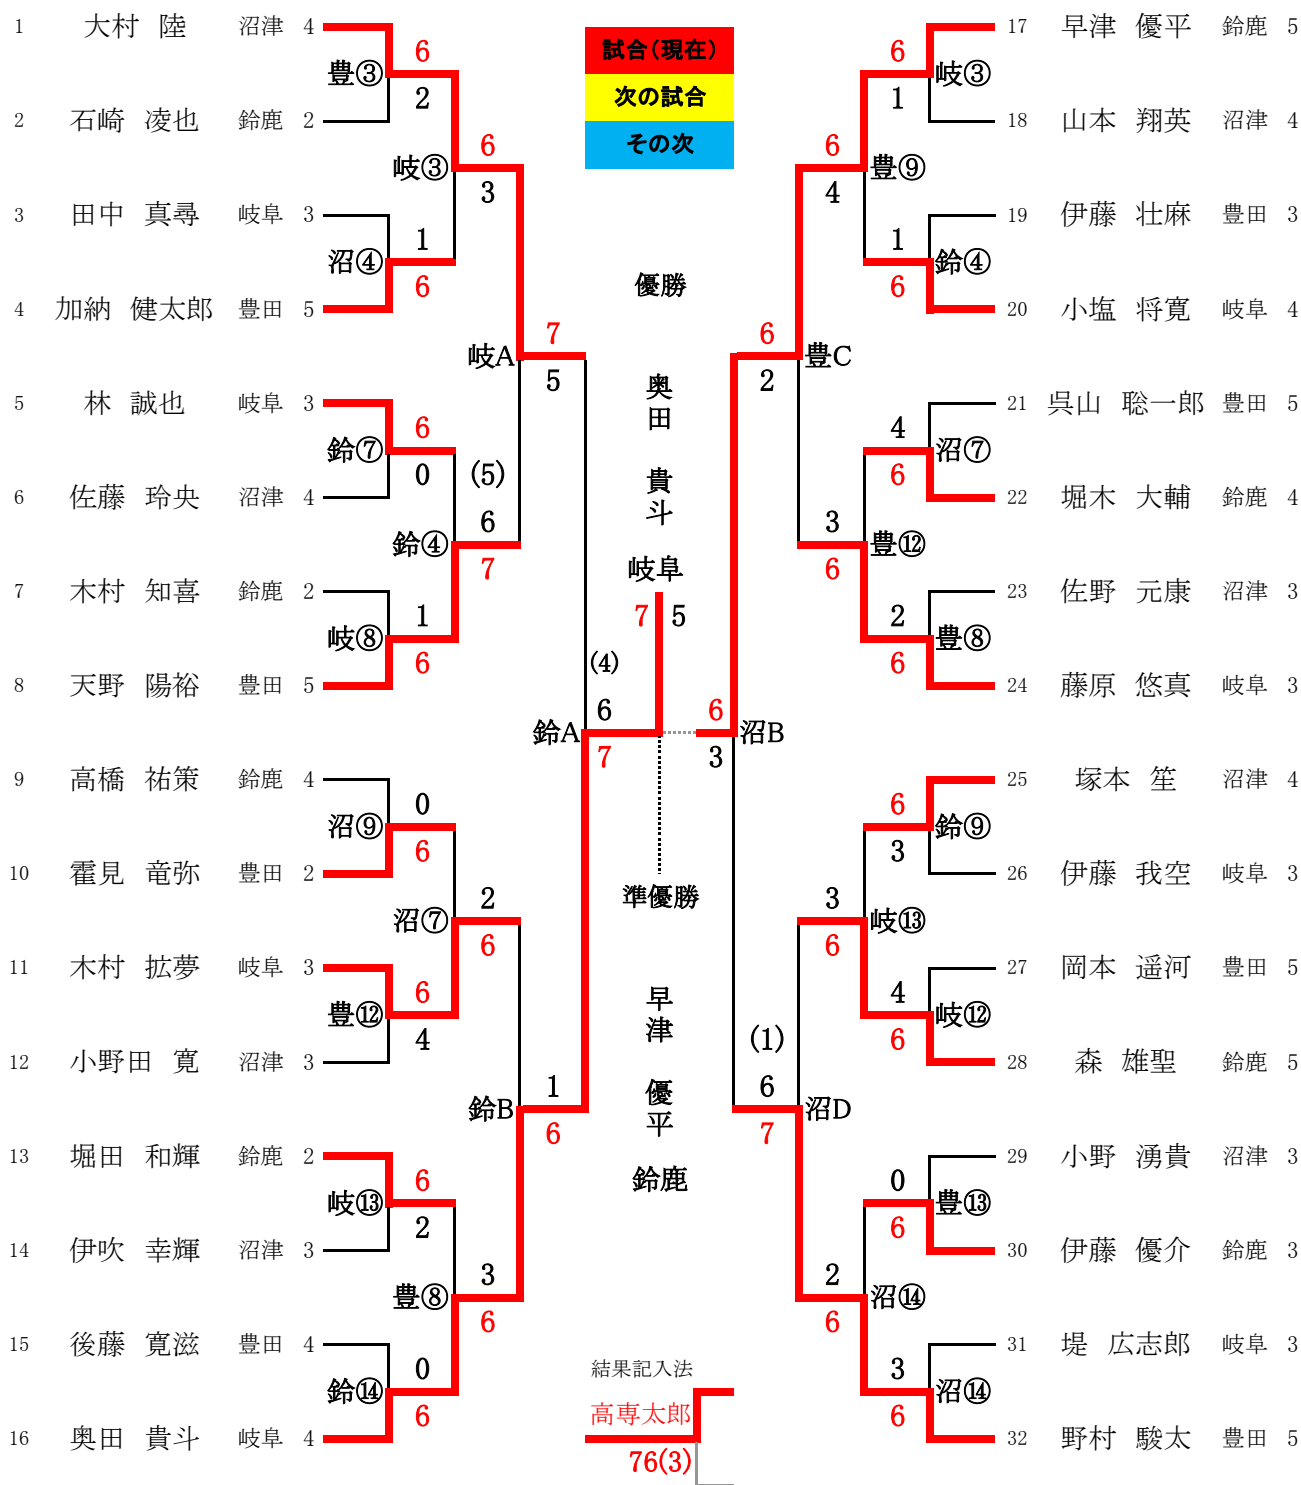 1 大村 陸 沼津 4
2 石崎 凌也 鈴鹿 2
3 田中 真尋 岐阜 3
4 加納 健太郎 豊田 5
5 林 誠也 岐阜 3
6 佐藤 玲央 沼津 4
7 木村 知喜 鈴鹿 2
8 天野 陽裕 豊田 5
9 高橋 祐策 鈴鹿 4
10 霍見 竜弥 豊田 2
11 木村 拡夢 岐阜 3
12 小野田 寛 沼津 3
13 堀田 和輝 鈴鹿 2
14 伊吹 幸輝 沼津 3
15 後藤 寛滋 豊田 4
16 奥田 貴斗 岐阜 4
豊③ 6 2
沼④ 1 6
鈴⑦ 6 0
岐⑧ 1 6
沼⑨ 0 6
豊⑫ 6 4
岐⑬ 6 2
鈴⑭ 0 6
岐③ 6 3
鈴④ (5) 6 7
沼⑦ 2 6
豊⑧ 3 6
岐A 7 5
鈴B 1 6
鈴A (4) 6 7
試合(現在)
次の試合
その次
優勝
奥田 貴斗
岐阜
7 5
準優勝
早津 優平
鈴鹿
結果記入法
高専太郎
76(3)
沼B 6 3
豊C 6 2
沼D (1) 6 7
豊⑨ 6 4
豊⑫ 3 6
岐⑬ 3 6
沼⑭ 2 6
岐③ 6 1
鈴④ 1 6
沼⑦ 4 6
豊⑧ 2 6
鈴⑨ 6 3
岐⑫ 4 6
豊⑬ 0 6
沼⑭ 3 6
17 早津 優平 鈴鹿 5
18 山本 翔英 沼津 4
19 伊藤 壮麻 豊田 3
20 小塩 将寛 岐阜 4
21 呉山 聡一郎 豊田 5
22 堀木 大輔 鈴鹿 4
23 佐野 元康 沼津 3
24 藤原 悠真 岐阜 3
25 塚本 笙 沼津 4
26 伊藤 我空 岐阜 3
27 岡本 遥河 豊田 5
28 森 雄聖 鈴鹿 5
29 小野 湧貴 沼津 3
30 伊藤 優介 鈴鹿 3
31 堤 広志郎 岐阜 3
32 野村 駿太 豊田 5